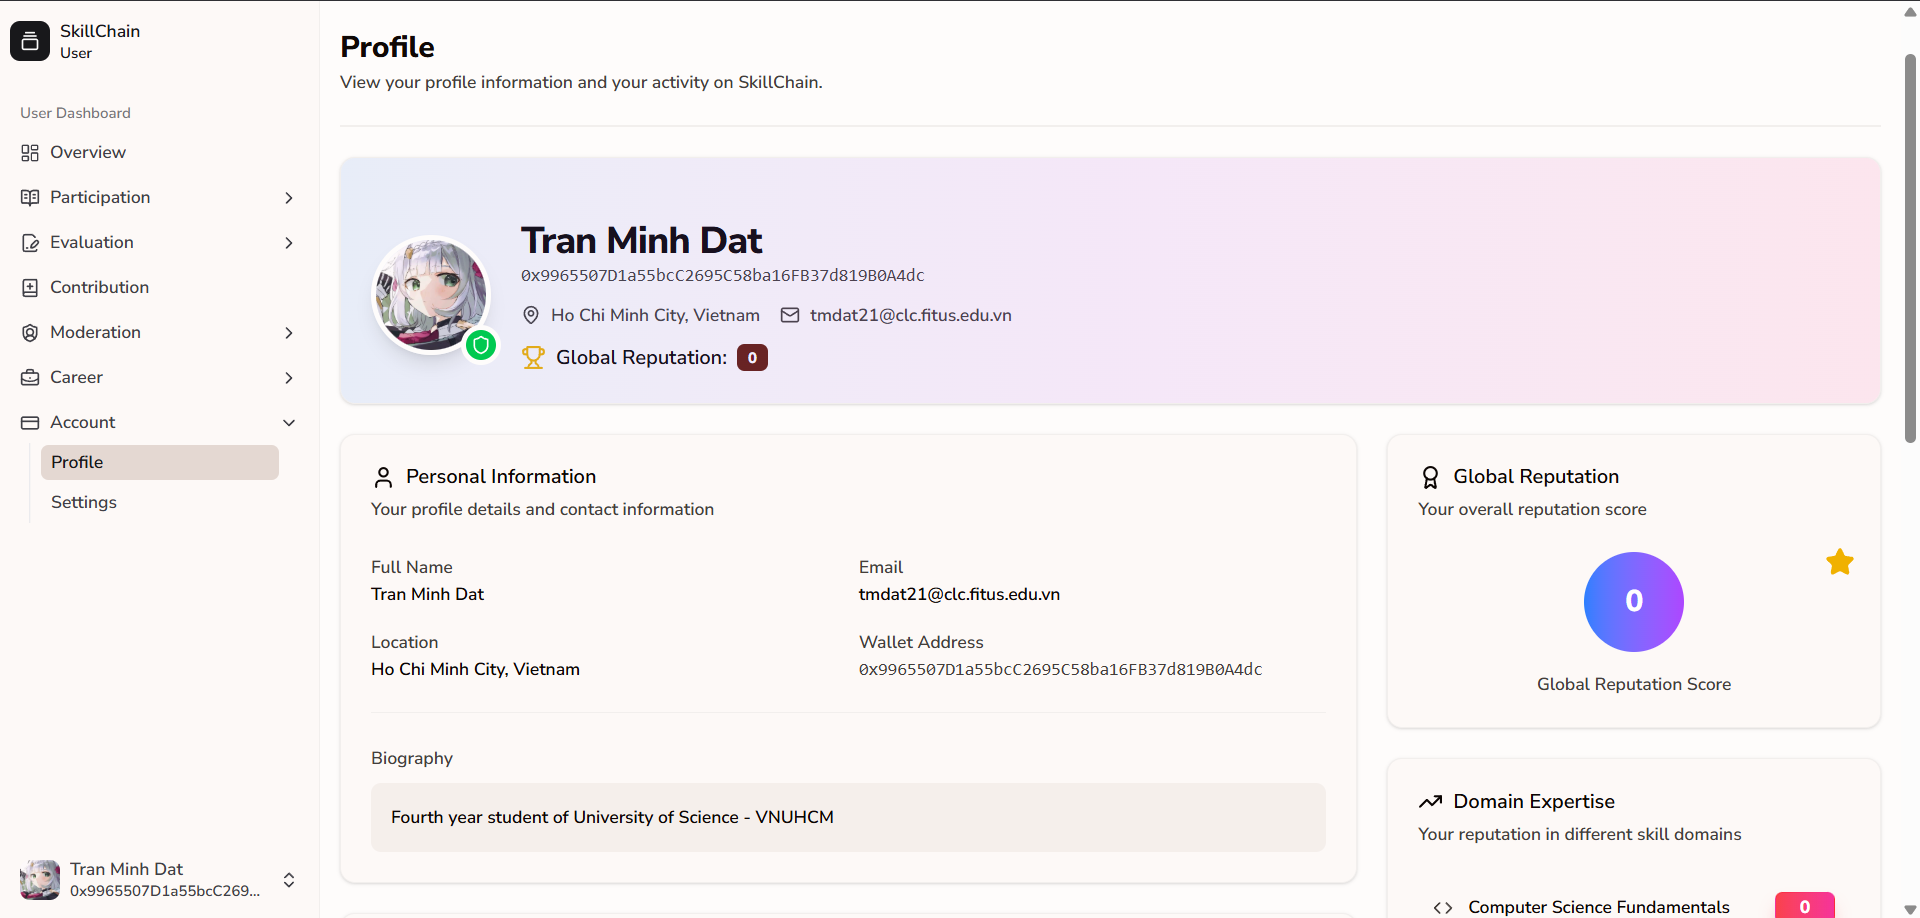 SkillChain
User
User Dashboard
Overview
Participation
Evaluation
Contribution
Moderation
Career
Account
Profile
Settings
Tran Minh Dat
0x9965507D1a55bcC269...
Profile
View your profile information and your activity on SkillChain.
Tran Minh Dat
0x9965507D1a55bcC2695C58ba16FB37d819B0A4dc
Ho Chi Minh City, Vietnam tmdat21@clc.fitus.edu.vn
Global Reputation: 0
Personal Information
Your profile details and contact information
Full Name
Tran Minh Dat
Email
tmdat21@clc.fitus.edu.vn
Location
Ho Chi Minh City, Vietnam
Wallet Address
0x9965507D1a55bcC2695C58ba16FB37d819B0A4dc
Biography
Fourth year student of University of Science - VNUHCM
Global Reputation
Your overall reputation score
0
Global Reputation Score
Domain Expertise
Your reputation in different skill domains
Computer Science Fundamentals 0